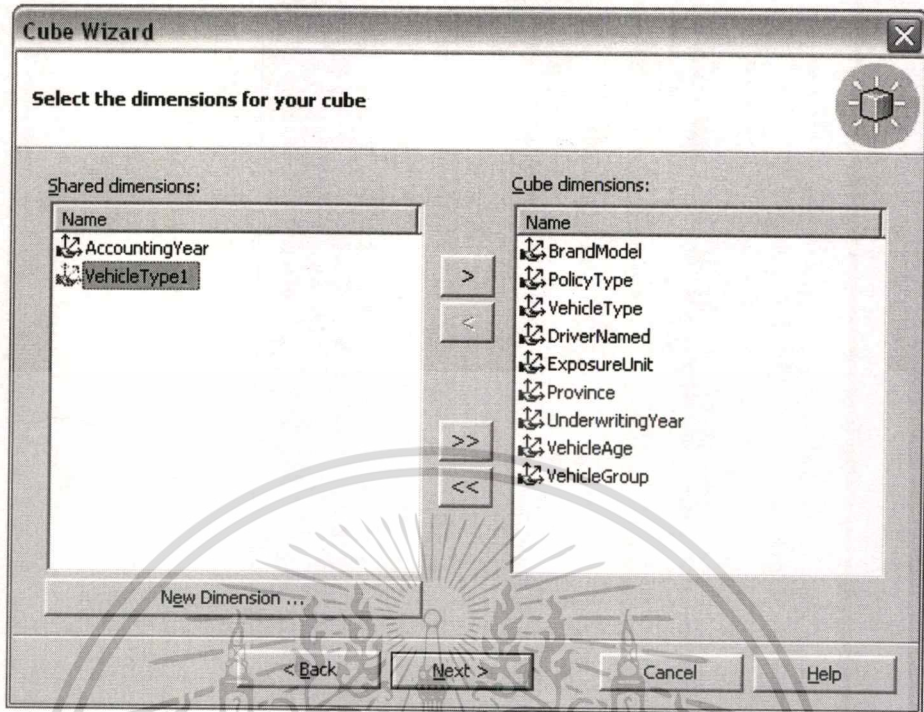 Cube Wizard
Select the dimensions for your cube
Shared dimensions:
Name
AccountingYear
VehicleType1
>
<
>>
<<
New Dimension ...
Cube dimensions:
Name
BrandModel
PolicyType
VehicleType
DriverNamed
ExposureUnit
Province
UnderwritingYear
VehicleAge
VehicleGroup
< Back
Next >
Cancel
Help